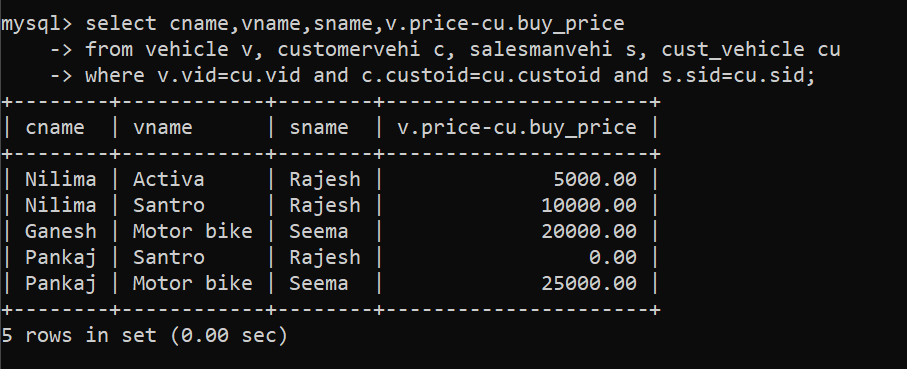 mysql> select cname,vname,sname,v.price-cu.buy_price
    -> from vehicle v, customervehi c, salesmanvehi s, cust_vehicle cu
    -> where v.vid=cu.vid and c.custoid=cu.custoid and s.sid=cu.sid;
+--------+------------+--------+----------------------+
| cname  | vname      | sname  | v.price-cu.buy_price |
+--------+------------+--------+----------------------+
| Nilima | Activa     | Rajesh |              5000.00 |
| Nilima | Santro     | Rajesh |             10000.00 |
| Ganesh | Motor bike | Seema  |             20000.00 |
| Pankaj | Santro     | Rajesh |                 0.00 |
| Pankaj | Motor bike | Seema  |             25000.00 |
+--------+------------+--------+----------------------+
5 rows in set (0.00 sec)